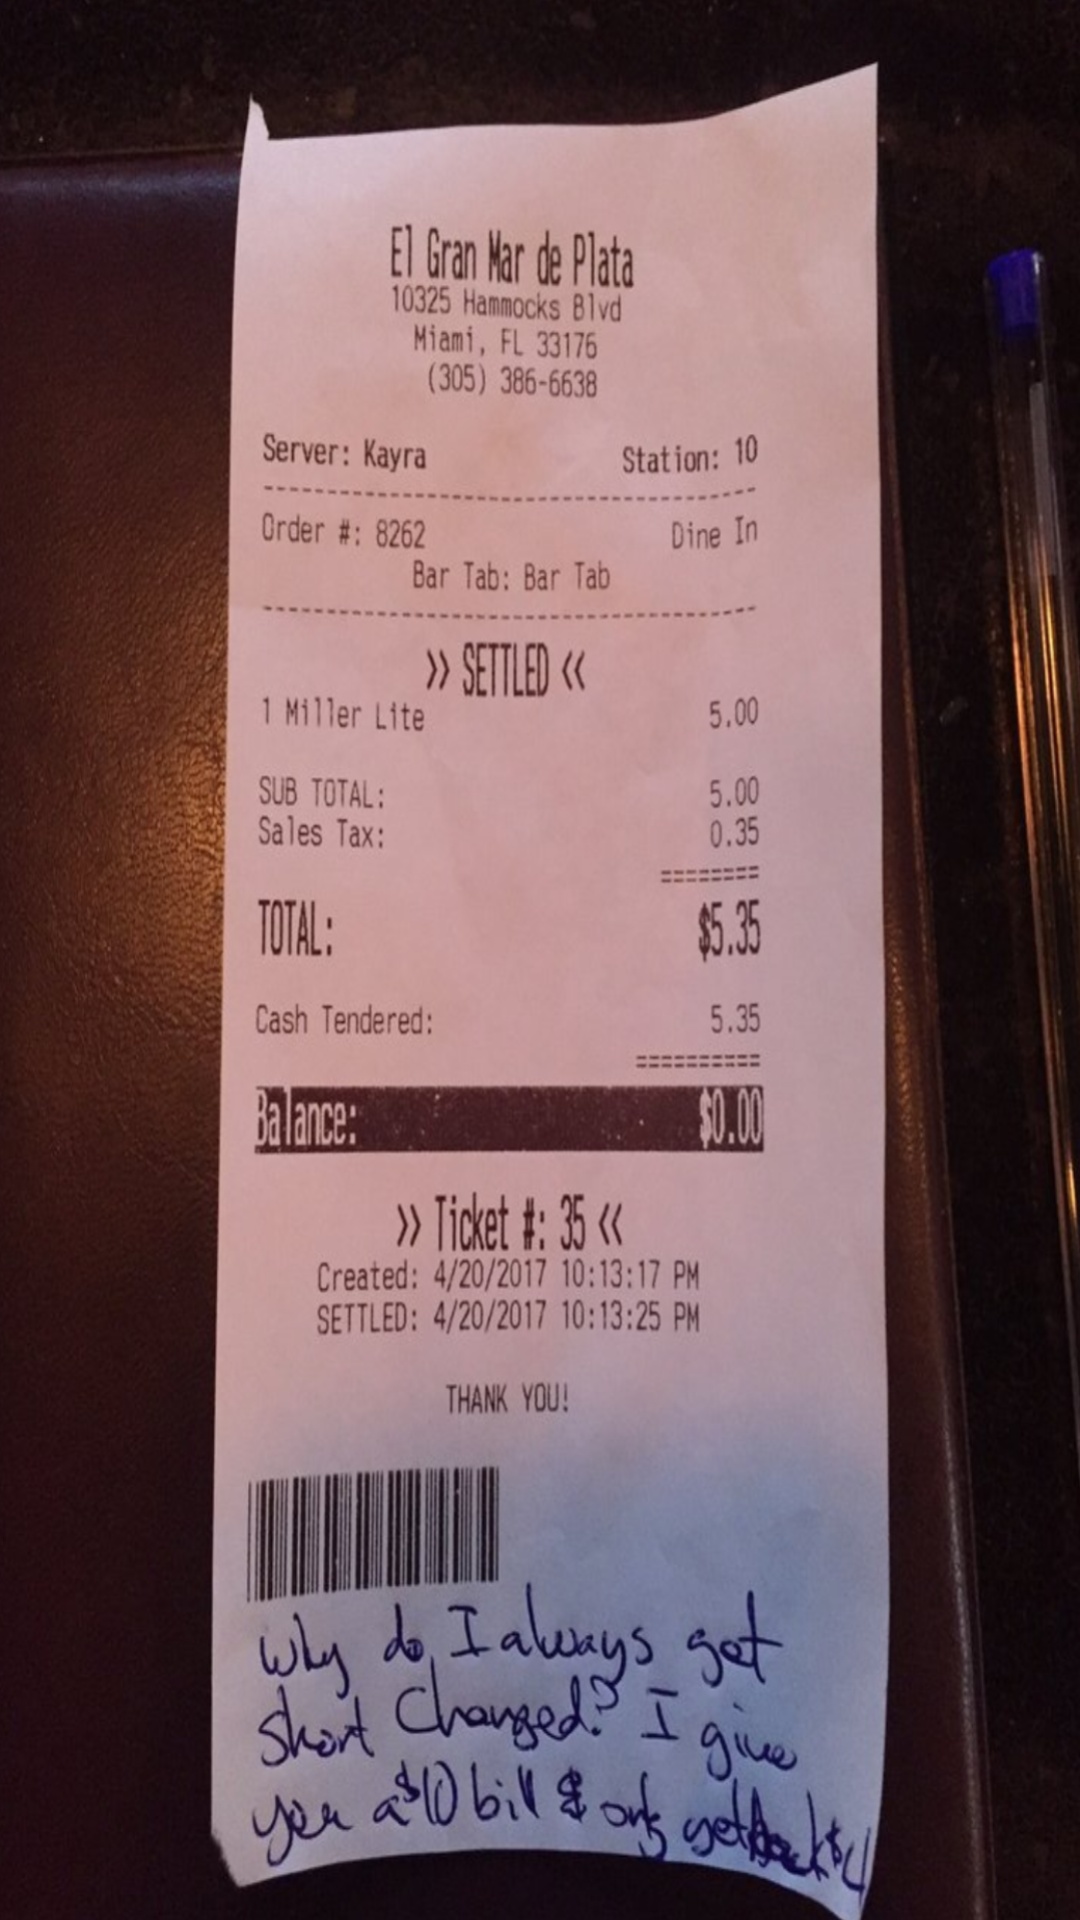 El Gran Mar de Plata
10325 Hammocks Blvd
Miami, FL 33176
(305) 386-6638
Server: Kayra Station: 10
Order #: 8262 Dine In
Bar Tab: Bar Tab
>> SETTLED <<
1 Miller Lite 5.00
SUB TOTAL: 5.00
Sales Tax: 0.35
========
TOTAL: $5.35
Cash Tendered: 5.35
==========
Balance: $0.00
>> Ticket #: 35 <<
Created: 4/20/2017 10:13:17 PM
SETTLED: 4/20/2017 10:13:25 PM
THANK YOU!
Why do I always get
short Changed? I give
you a $10 bill & only get back $4